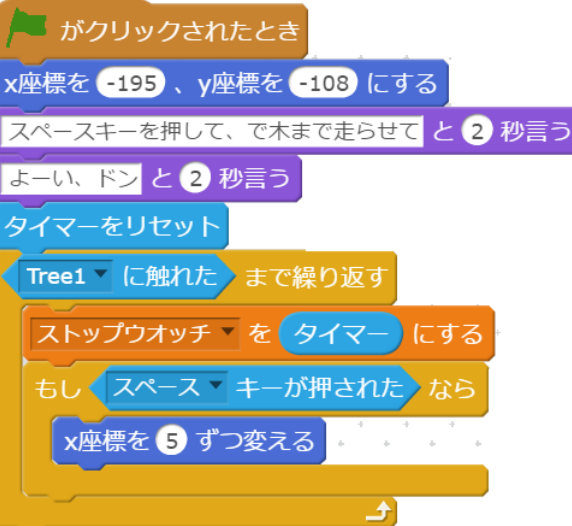 がクリックされたとき
x座標を -195 、y座標を -108 にする
スペースキーを押して、で木まで走らせて と 2 秒言う
よーい、ドン と 2 秒言う
タイマーをリセット
Tree1 に触れた まで繰り返す
ストップウオッチ を タイマー にする
もし スペース キーが押された なら
x座標を 5 ずつ変える